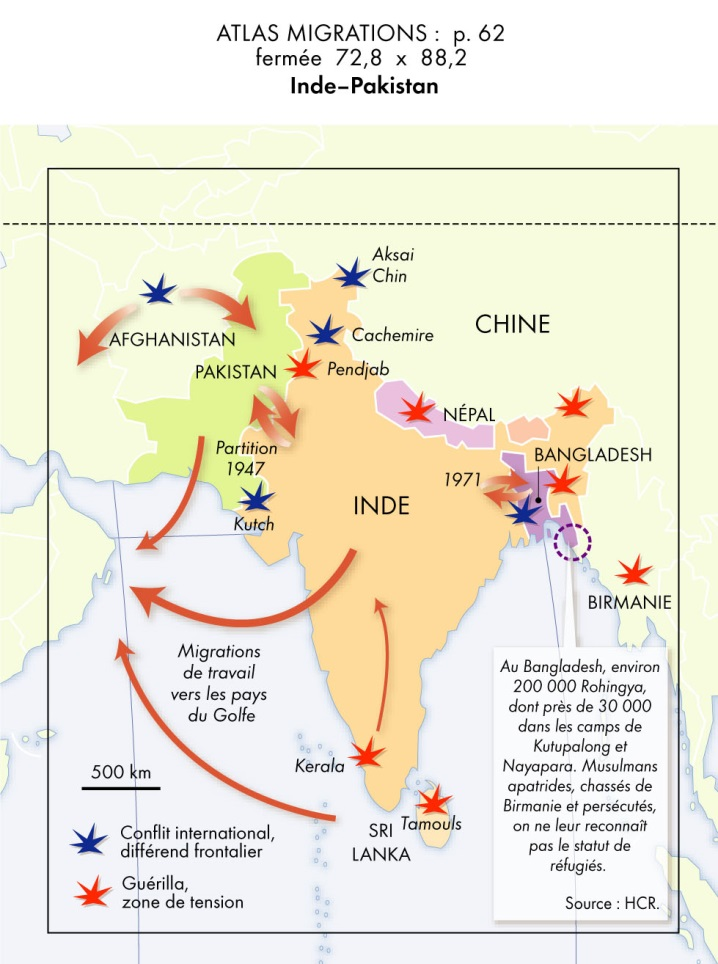 ATLAS MIGRATIONS : p. 62
fermée 72,8 x 88,2
Inde–Pakistan
Aksai
Chin
CHINE
AFGHANISTAN
Cachemire
PAKISTAN
Pendjab
NÉPAL
Partition
1947
BANGLADESH
1971
INDE
Kutch
BIRMANIE
Migrations
de travail
vers les pays
du Golfe
Au Bangladesh, environ
200 000 Rohingya,
dont près de 30 000
dans les camps de
Kutupalong et
Nayapara. Musulmans
apatrides, chassés de
Birmanie et persécutés,
on ne leur reconnaît
pas le statut de
réfugiés.
Source : HCR.
Kerala
500 km
Tamouls
SRI
LANKA
Conflit international,
différend frontalier
Guérilla,
zone de tension